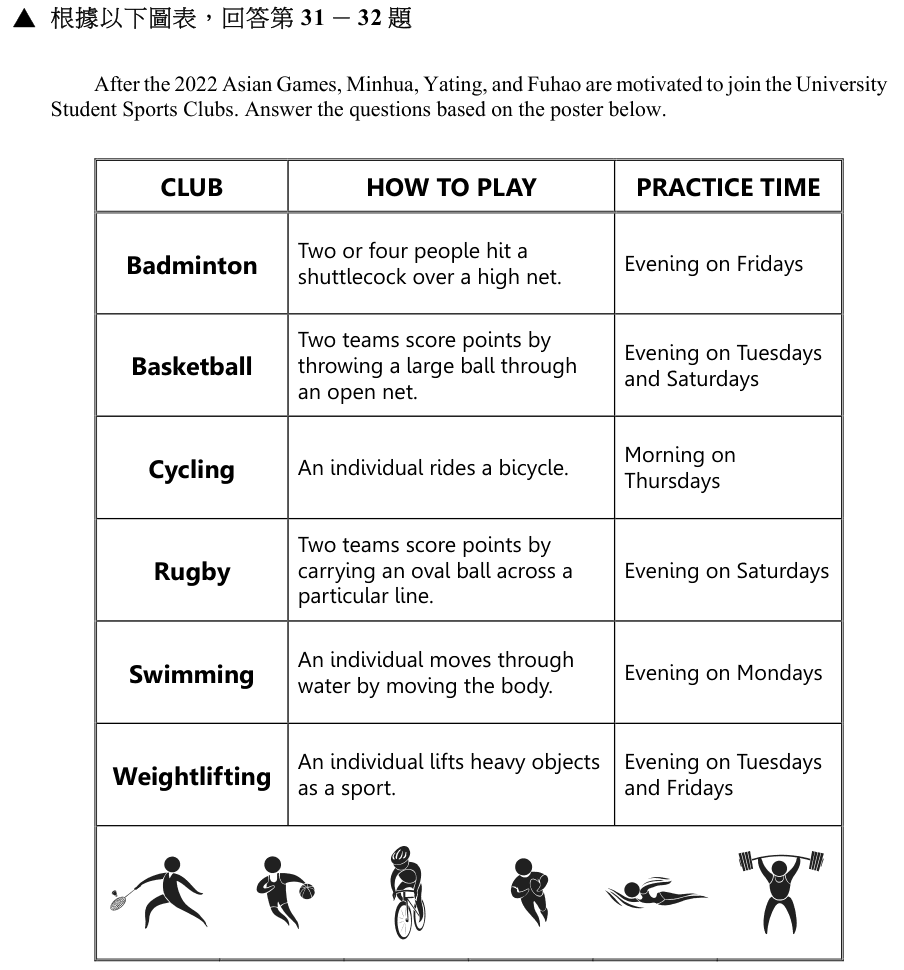 ▲ 根據以下圖表，回答第 31 － 32 題
After the 2022 Asian Games, Minhua, Yating, and Fuhao are motivated to join the University
Student Sports Clubs. Answer the questions based on the poster below.
CLUB
HOW TO PLAY
PRACTICE TIME
Badminton
Two or four people hit a
shuttlecock over a high net.
Evening on Fridays
Basketball
Two teams score points by
throwing a large ball through
an open net.
Evening on Tuesdays
and Saturdays
Cycling
An individual rides a bicycle.
Morning on
Thursdays
Rugby
Two teams score points by
carrying an oval ball across a
particular line.
Evening on Saturdays
Swimming
An individual moves through
water by moving the body.
Evening on Mondays
Weightlifting
An individual lifts heavy objects
as a sport.
Evening on Tuesdays
and Fridays